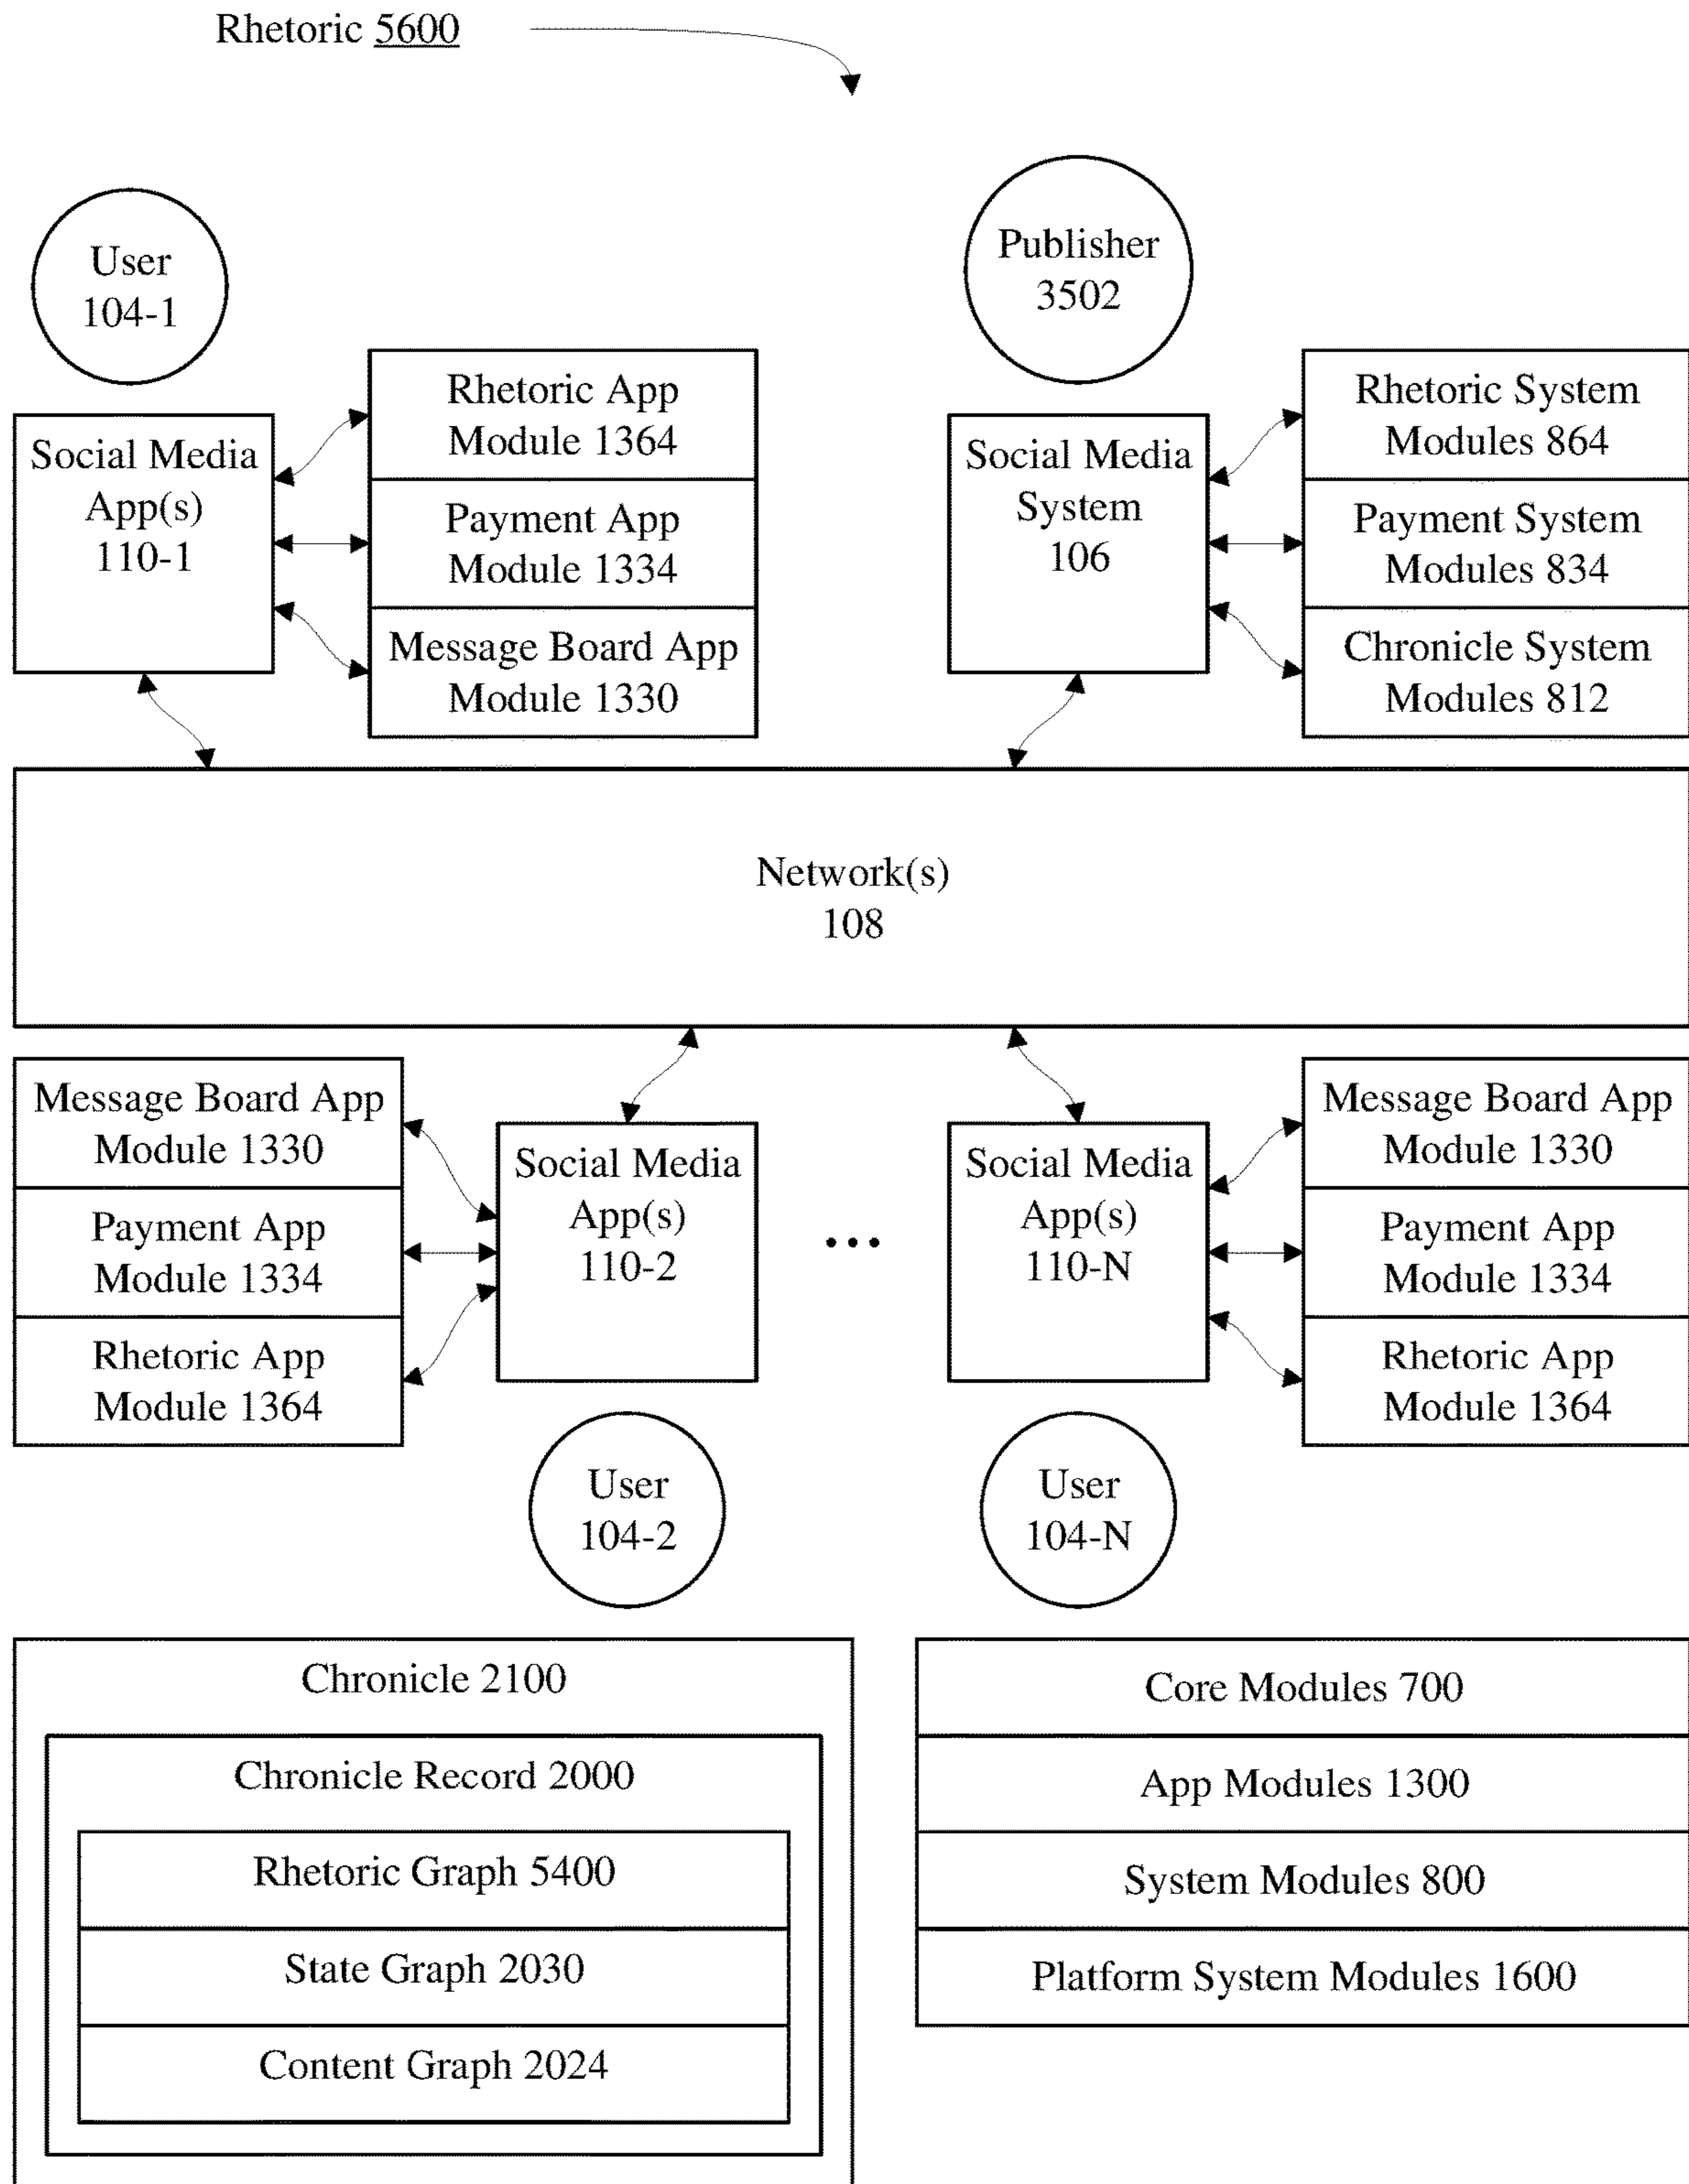 Rhetoric 5600
User
104-1
Publisher
3502
Social Media
App(s)
110-1
Rhetoric App
Module 1364
Payment App
Module 1334
Message Board App
Module 1330
Social Media
System
106
Rhetoric System
Modules 864
Payment System
Modules 834
Chronicle System
Modules 812
Network(s)
108
Message Board App
Module 1330
Payment App
Module 1334
Rhetoric App
Module 1364
Social Media
App(s)
110-2
...
Social Media
App(s)
110-N
Message Board App
Module 1330
Payment App
Module 1334
Rhetoric App
Module 1364
User
104-2
User
104-N
Chronicle 2100
Chronicle Record 2000
Rhetoric Graph 5400
State Graph 2030
Content Graph 2024
Core Modules 700
App Modules 1300
System Modules 800
Platform System Modules 1600